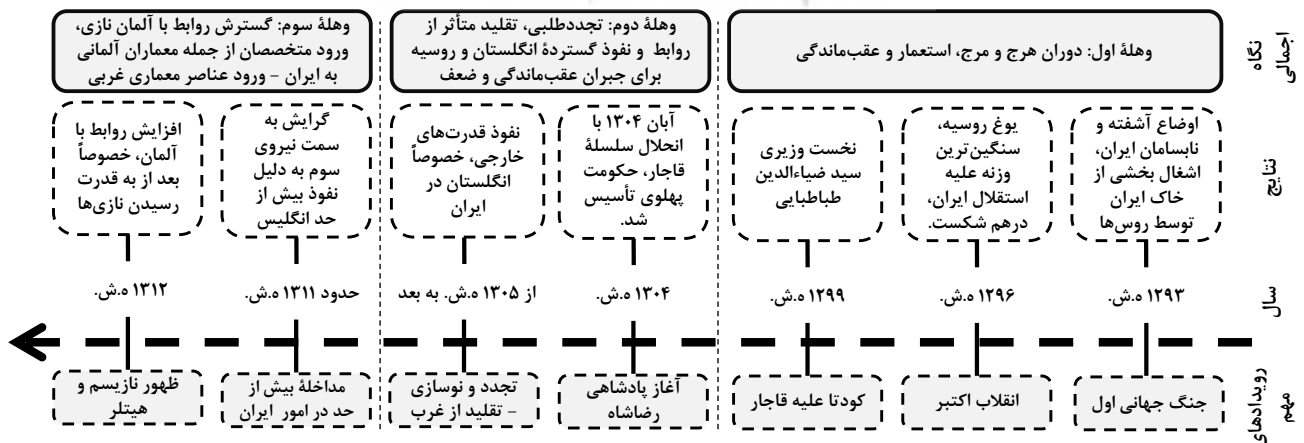 نگاه
اجمالی
وهلۀ اول: دوران هرج و مرج، استعمار و عقب‌ماندگی
وهلۀ دوم: تجددطلبی، تقلید متأثر از
روابط و نفوذ گستردۀ انگلستان و روسیه
برای جبران عقب‌ماندگی و ضعف
وهلۀ سوم: گسترش روابط با آلمان نازی،
ورود متخصصان از جمله معماران آلمانی
به ایران – ورود عناصر معماری غربی
نتایج
اوضاع آشفته و
نابسامان ایران،
اشغال بخشی از
خاک ایران
توسط روس‌ها
یوغ روسیه،
سنگین‌ترین
وزنه علیه
استقلال ایران،
درهم شکست.
نخست وزیری
سید ضیاءالدین
طباطبایی
آبان ۱۳۰۴ با
انحلال سلسلۀ
قاجار، حکومت
پهلوی تأسیس
شد.
نفوذ قدرت‌های
خارجی، خصوصاً
انگلستان در
ایران
گرایش به
سمت نیروی
سوم به دلیل
نفوذ بیش از
حد انگلیس
افزایش روابط با
آلمان، خصوصاً
بعد از به قدرت
رسیدن نازی‌ها
سال
۱۲۹۳ ه.ش.
۱۲۹۶ ه.ش.
۱۲۹۹ ه.ش.
۱۳۰۴ ه.ش.
از ۱۳۰۵ ه.ش. به بعد
حدود ۱۳۱۱ ه.ش.
۱۳۱۲ ه.ش.
رویدادهای
مهم
جنگ جهانی اول
انقلاب اکتبر
کودتا علیه قاجار
آغاز پادشاهی
رضاشاه
تجدد و نوسازی
– تقلید از غرب
مداخلۀ بیش از
حد در امور ایران
ظهور نازیسم و
هیتلر